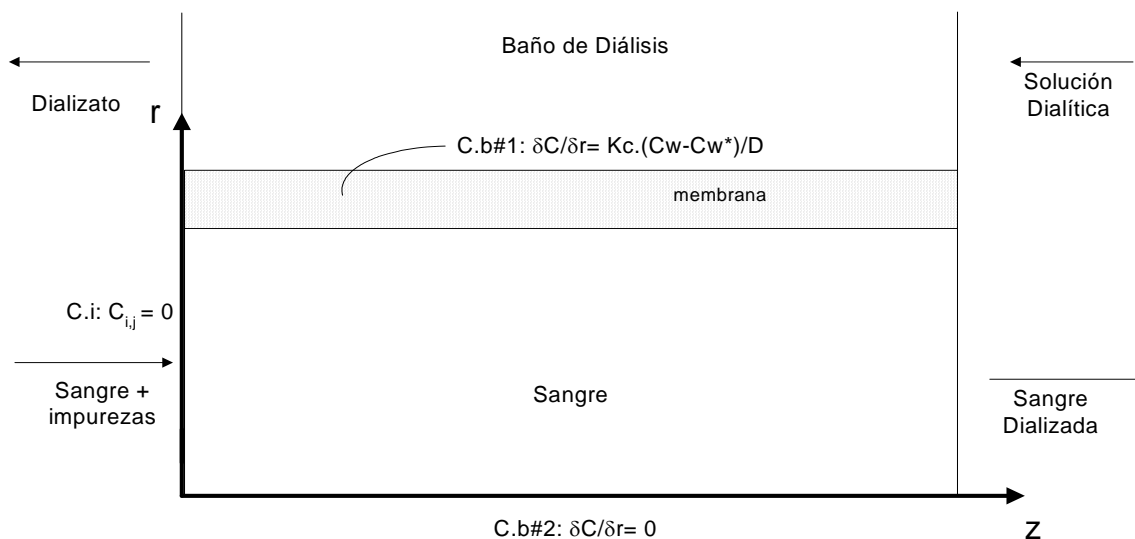 Baño de Diálisis
Dializato
r
Solución
Dialítica
C.b#1: δC/δr= Kc.(Cw-Cw*)/D
membrana
C.i: Ci,j = 0
Sangre +
impurezas
Sangre
Sangre
Dializada
C.b#2: δC/δr= 0
z